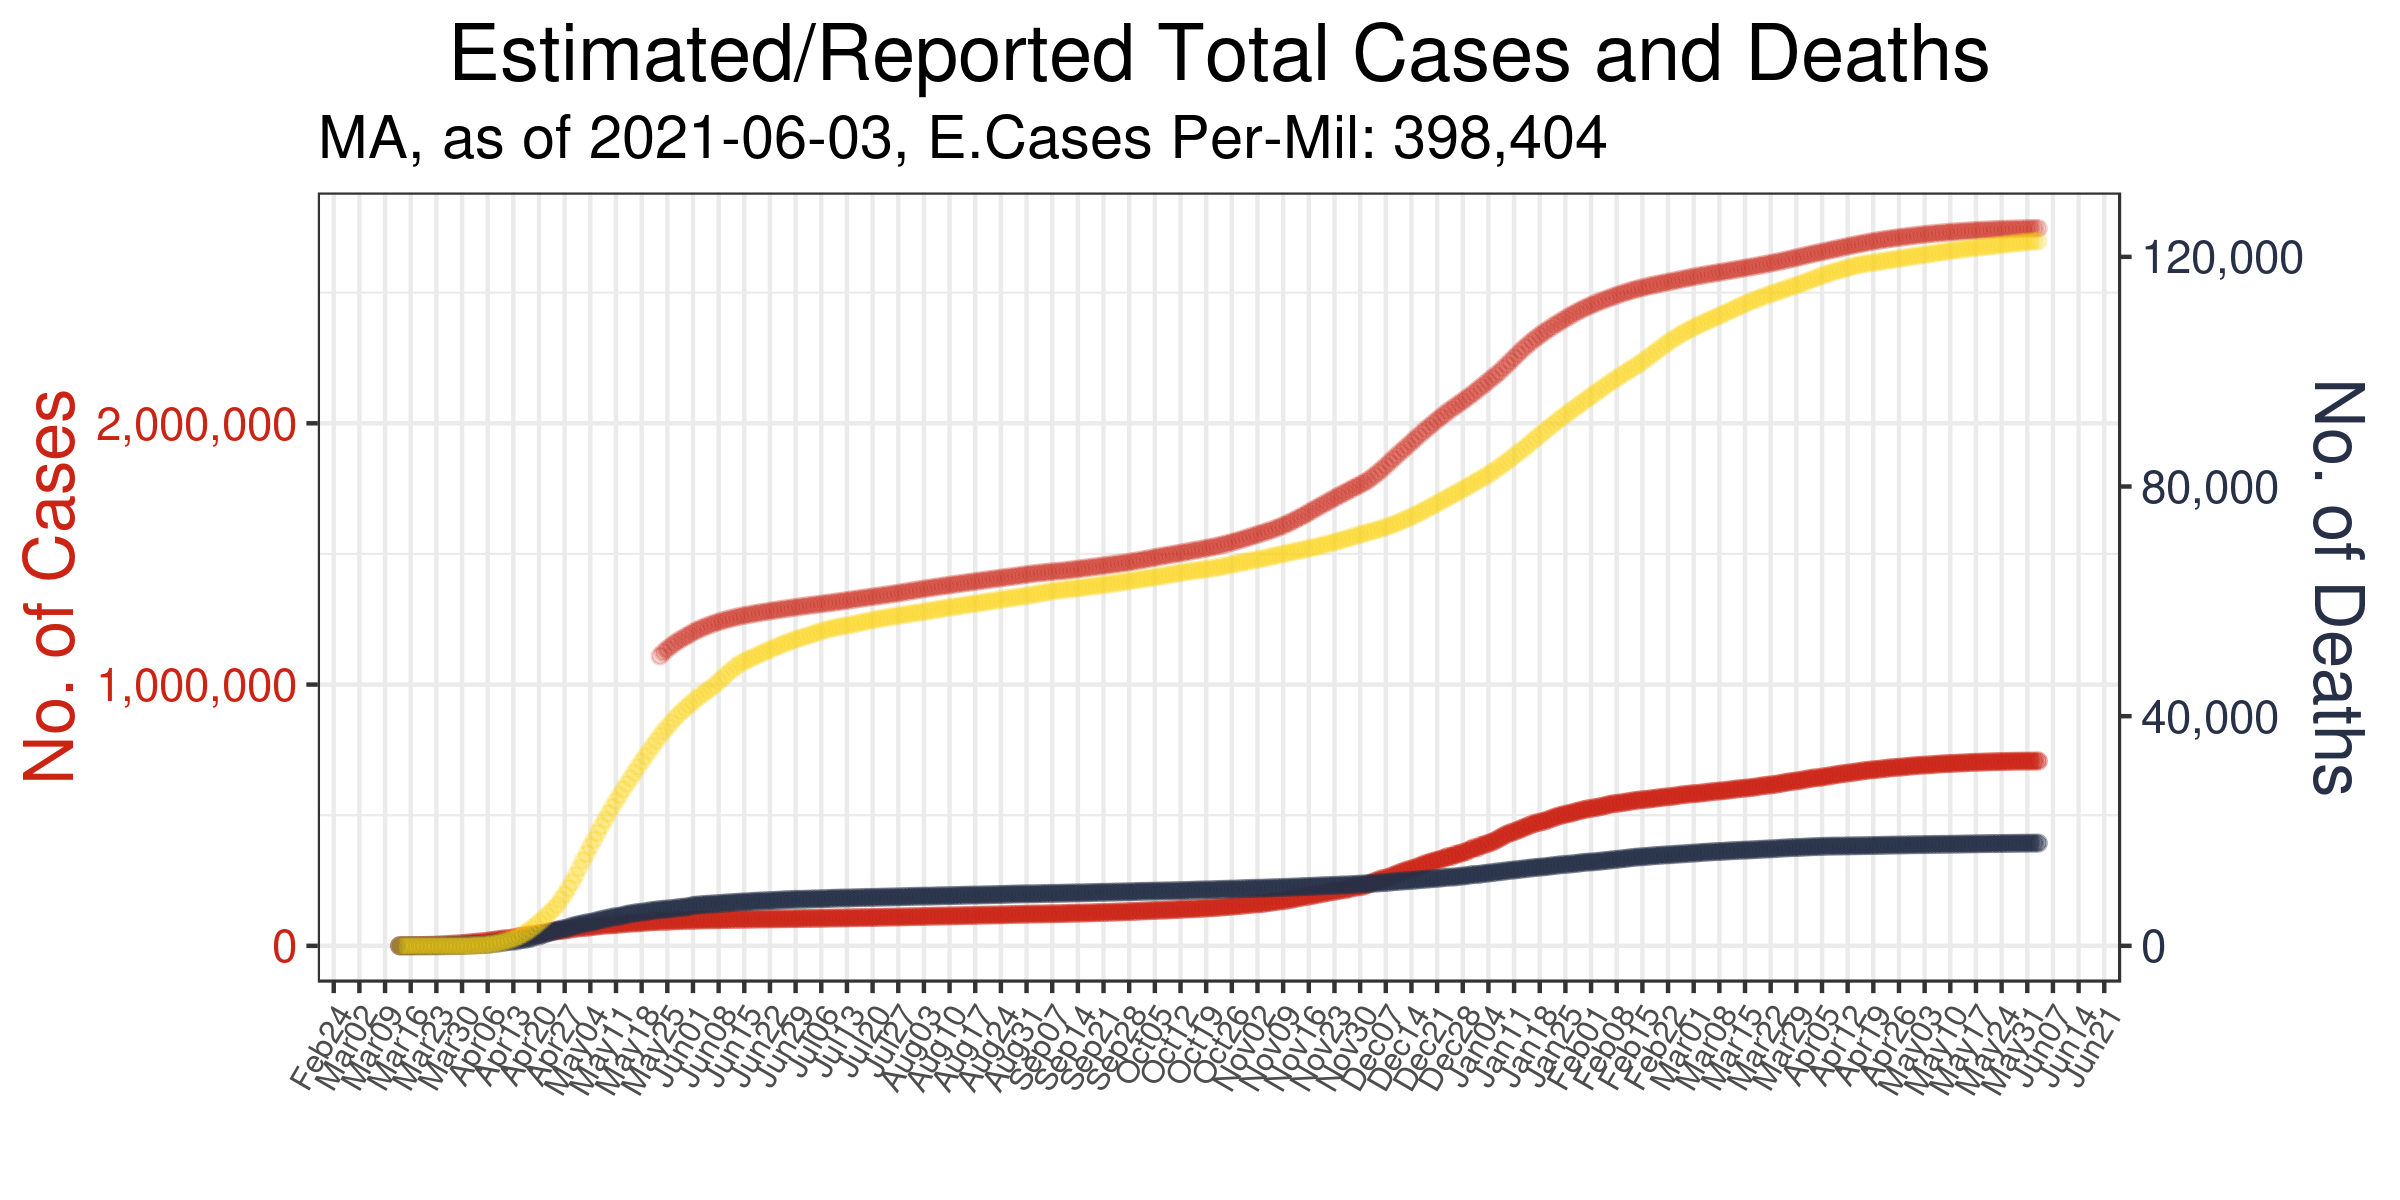 Estimated/Reported Total Cases and Deaths
MA, as of 2021-06-03, E.Cases Per-Mil: 398,404
No. of Cases
2,000,000
1,000,000
0
120,000
80,000
40,000
0
No. of Deaths
Feb24
Mar02
Mar09
Mar16
Mar23
Mar30
Apr06
Apr13
Apr20
Apr27
May04
May11
May18
May25
Jun01
Jun08
Jun15
Jun22
Jun29
Jul06
Jul13
Jul20
Jul27
Aug03
Aug10
Aug17
Aug24
Aug31
Sep07
Sep14
Sep21
Sep28
Oct05
Oct12
Oct19
Oct26
Nov02
Nov09
Nov16
Nov23
Nov30
Dec07
Dec14
Dec21
Dec28
Jan04
Jan11
Jan18
Jan25
Feb01
Feb08
Feb15
Feb22
Mar01
Mar08
Mar15
Mar22
Mar29
Apr05
Apr12
Apr19
Apr26
May03
May10
May17
May24
May31
Jun07
Jun14
Jun21